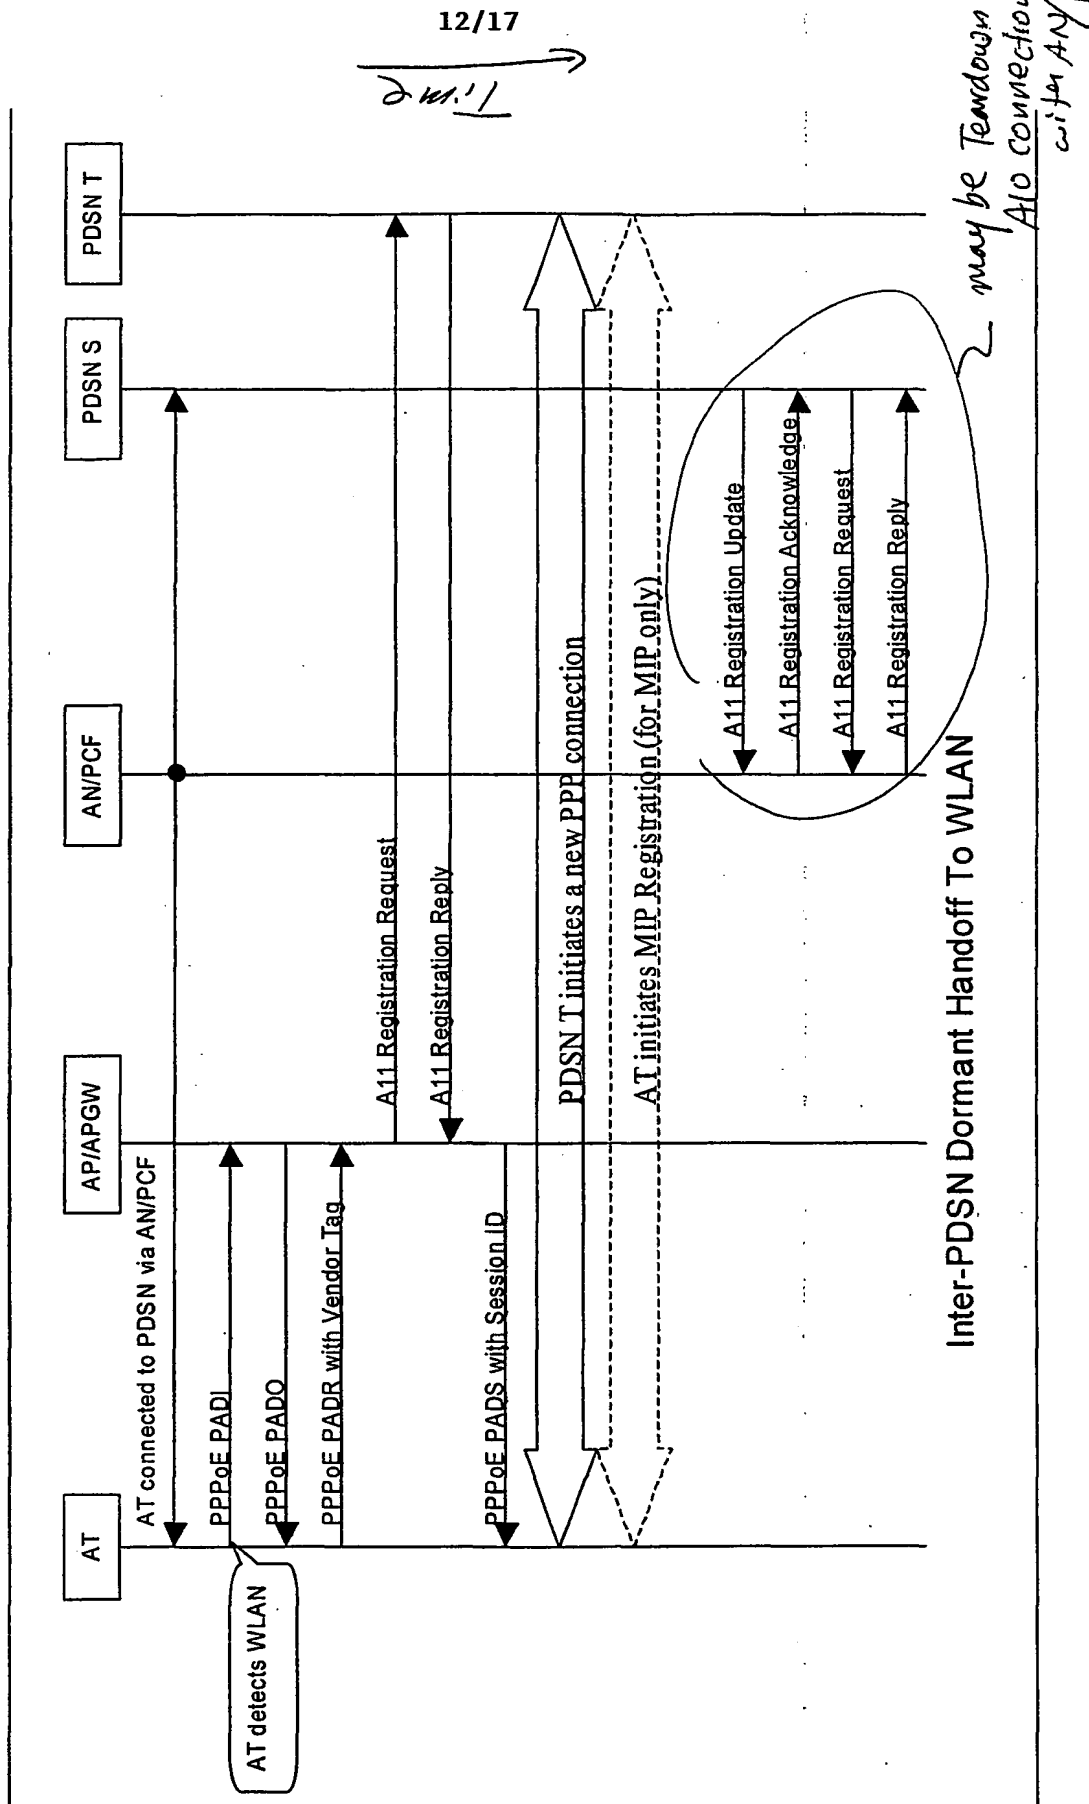 12/17
Time
AT
AP/APGW
AN/PCF
PDSN S
PDSN T
AT connected to PDSN via AN/PCF
PPPoE PADI
AT detects WLAN
PPPoE PADO
PPPoE PADR with Vendor Tag
A11 Registration Request
A11 Registration Reply
PPPoE PADS with Session ID
PDSN T initiates a new PPP connection
AT initiates MIP Registration (for MIP only)
A11 Registration Update
A11 Registration Acknowledge
A11 Registration Request
A11 Registration Reply
may be Teardown
A10 connection
with AN/
Inter-PDSN Dormant Handoff To WLAN